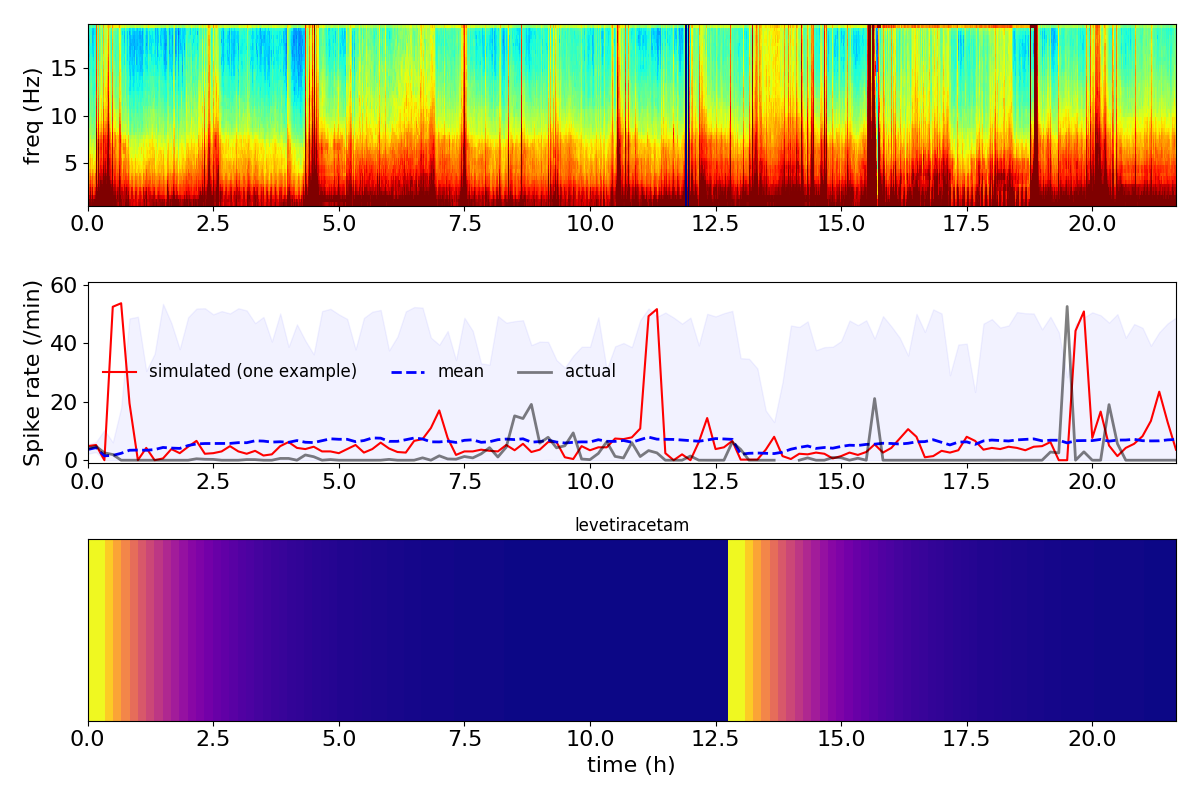 freq (Hz)
15
10
5
0.0 2.5 5.0 7.5 10.0 12.5 15.0 17.5 20.0
Spike rate (/min)
60
40
20
0
simulated (one example) mean actual
0.0 2.5 5.0 7.5 10.0 12.5 15.0 17.5 20.0
levetiracetam
0.0 2.5 5.0 7.5 10.0 12.5 15.0 17.5 20.0
time (h)